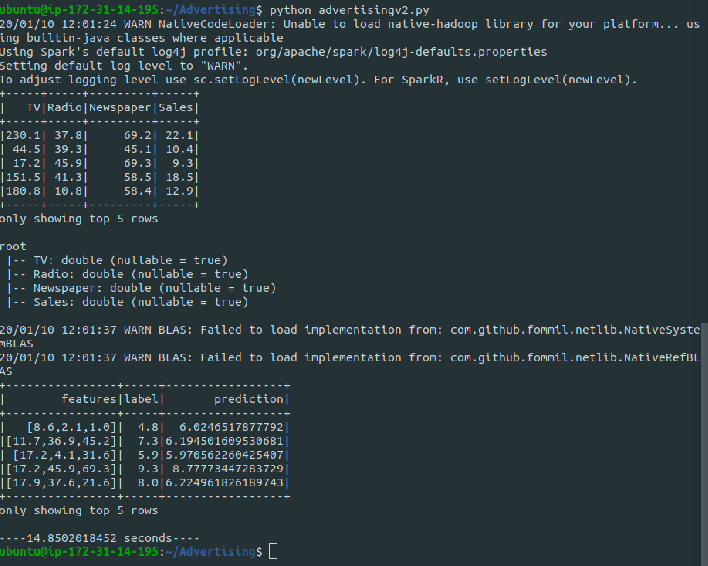 ubuntu@ip-172-31-14-195:~/Advertising$ python advertisingv2.py
20/01/10 12:01:24 WARN NativeCodeLoader: Unable to load native-hadoop library for your platform... us
ing builtin-java classes where applicable
Using Spark's default log4j profile: org/apache/spark/log4j-defaults.properties
Setting default log level to "WARN".
To adjust logging level use sc.setLogLevel(newLevel). For SparkR, use setLogLevel(newLevel).
+-----+-----+---------+-----+
|   TV|Radio|Newspaper|Sales|
+-----+-----+---------+-----+
|230.1| 37.8|     69.2| 22.1|
| 44.5| 39.3|     45.1| 10.4|
| 17.2| 45.9|     69.3|  9.3|
|151.5| 41.3|     58.5| 18.5|
|180.8| 10.8|     58.4| 12.9|
+-----+-----+---------+-----+
only showing top 5 rows

root
 |-- TV: double (nullable = true)
 |-- Radio: double (nullable = true)
 |-- Newspaper: double (nullable = true)
 |-- Sales: double (nullable = true)

20/01/10 12:01:37 WARN BLAS: Failed to load implementation from: com.github.fommil.netlib.NativeSyste
mBLAS
20/01/10 12:01:37 WARN BLAS: Failed to load implementation from: com.github.fommil.netlib.NativeRefBL
AS
+----------------+-----+-----------------+
|        features|label|       prediction|
+----------------+-----+-----------------+
|   [8.6,2.1,1.0]|  4.8|  6.0246517877792|
|[11.7,36.9,45.2]|  7.3|6.194501609530681|
| [17.2,4.1,31.6]|  5.9|5.970562260425407|
|[17.2,45.9,69.3]|  9.3| 8.77773447283729|
|[17.9,37.6,21.6]|  8.0|6.224961826189743|
+----------------+-----+-----------------+
only showing top 5 rows

----14.8502018452 seconds----
ubuntu@ip-172-31-14-195:~/Advertising$